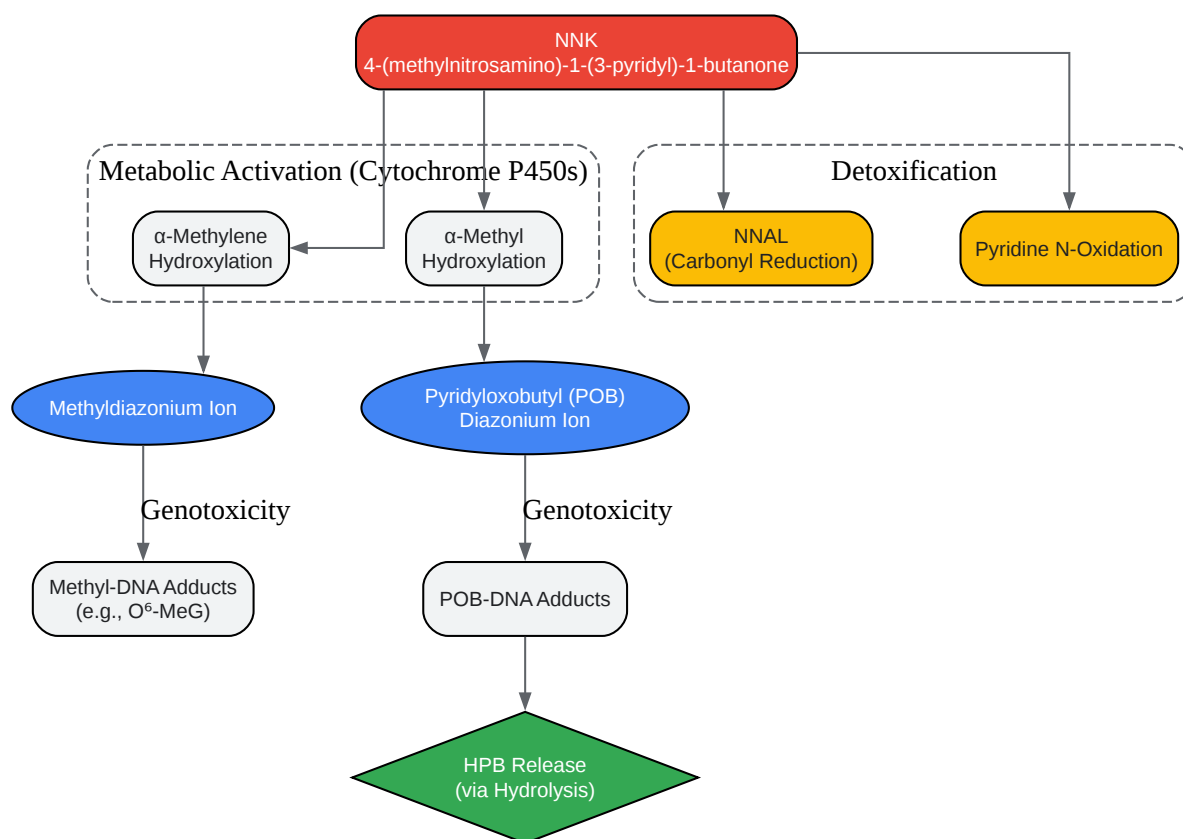 NNK
4-(methylnitrosamino)-1-(3-pyridyl)-1-butanone
Metabolic Activation (Cytochrome P450s)
Detoxification
α-Methylene
Hydroxylation
α-Methyl
Hydroxylation
NNAL
(Carbonyl Reduction)
Pyridine N-Oxidation
Methyldiazonium Ion
Pyridyloxobutyl (POB)
Diazonium Ion
Genotoxicity
Genotoxicity
Methyl-DNA Adducts
(e.g., O⁶-MeG)
POB-DNA Adducts
HPB Release
(via Hydrolysis)